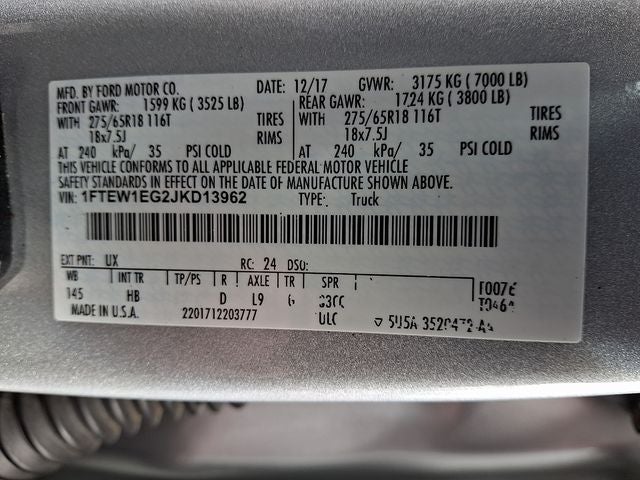 MFD. BY FORD MOTOR CO. DATE: 12/17 GVWR: 3175 KG ( 7000 LB)
FRONT GAWR: 1599 KG ( 3525 LB) REAR GAWR: 1724 KG ( 3800 LB)
WITH 275/65R18 116T TIRES WITH 275/65R18 116T TIRES
18x7.5J RIMS 18x7.5J RIMS
AT 240 kPa/ 35 PSI COLD AT 240 kPa/ 35 PSI COLD
THIS VEHICLE CONFORMS TO ALL APPLICABLE FEDERAL MOTOR VEHICLE
SAFETY STANDARDS IN EFFECT ON THE DATE OF MANUFACTURE SHOWN ABOVE.
VIN: 1FTEW1EG2JKD13962 TYPE: Truck
EXT PNT: UX RC: 24 DSO:
WB INT TR TP/PS R AXLE TR SPR
145 HB D L9 6
MADE IN U.S.A. 2201712203777 ULC